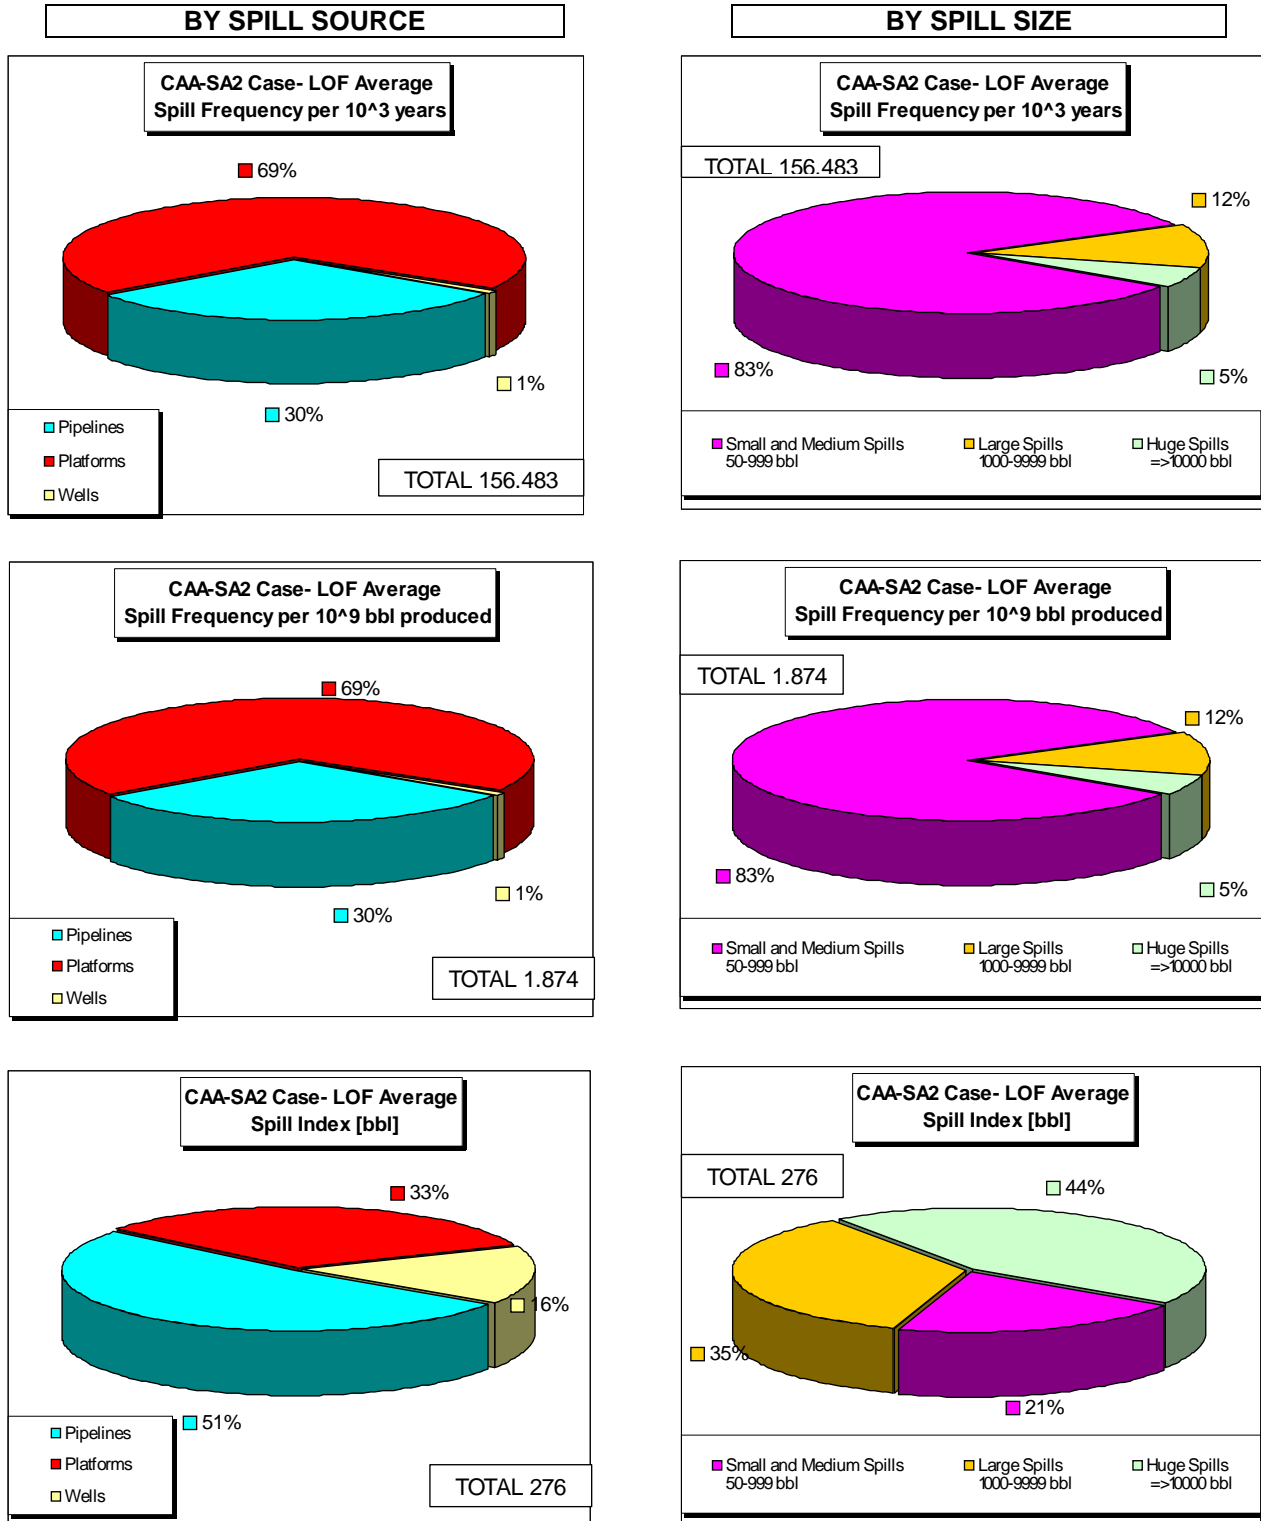 BY SPILL SOURCE
BY SPILL SIZE
CAA-SA2 Case- LOF Average
Spill Frequency per 10^3 years
69%
1%
30%
Pipelines
Platforms
Wells
TOTAL 156.483
CAA-SA2 Case- LOF Average
Spill Frequency per 10^3 years
TOTAL 156.483
12%
83%
5%
Small and Medium Spills
50-999 bbl
Large Spills
1000-9999 bbl
Huge Spills
=>10000 bbl
CAA-SA2 Case- LOF Average
Spill Frequency per 10^9 bbl produced
69%
1%
30%
Pipelines
Platforms
Wells
TOTAL 1.874
CAA-SA2 Case- LOF Average
Spill Frequency per 10^9 bbl produced
TOTAL 1.874
12%
83%
5%
Small and Medium Spills
50-999 bbl
Large Spills
1000-9999 bbl
Huge Spills
=>10000 bbl
CAA-SA2 Case- LOF Average
Spill Index [bbl]
33%
16%
51%
Pipelines
Platforms
Wells
TOTAL 276
CAA-SA2 Case- LOF Average
Spill Index [bbl]
TOTAL 276
44%
35%
21%
Small and Medium Spills
50-999 bbl
Large Spills
1000-9999 bbl
Huge Spills
=>10000 bbl